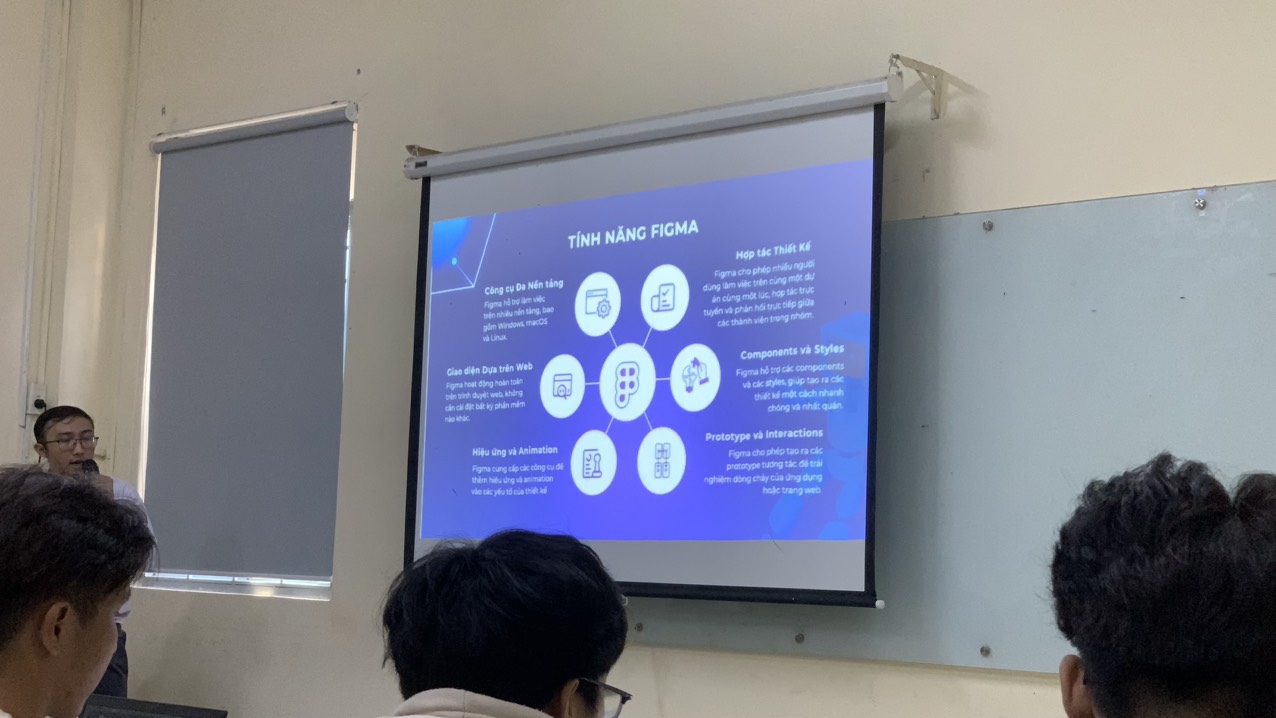 TÍNH NĂNG FIGMA
Công cụ Đa Nền tảng
Figma hỗ trợ làm việc
trên nhiều nền tảng, bao
gồm Windows, macOS
và Linux.
Hợp tác Thiết Kế
Figma cho phép nhiều người
dùng làm việc trên cùng một dự
án cùng một lúc, hợp tác trực
tuyến và phản hồi trực tiếp giữa
các thành viên trong nhóm.
Giao diện Dựa trên Web
Figma hoạt động hoàn toàn
trên trình duyệt web, không
cần cài đặt bất kỳ phần mềm
nào khác.
Components và Styles
Figma hỗ trợ các components
và các styles, giúp tạo ra các
thiết kế một cách nhanh
chóng và nhất quán.
Hiệu ứng và Animation
Figma cung cấp các công cụ để
thêm hiệu ứng và animation
vào các yếu tố của thiết kế
Prototype và Interactions
Figma cho phép tạo ra các
prototype tương tác để trải
nghiệm dòng chảy của ứng dụng
hoặc trang web.